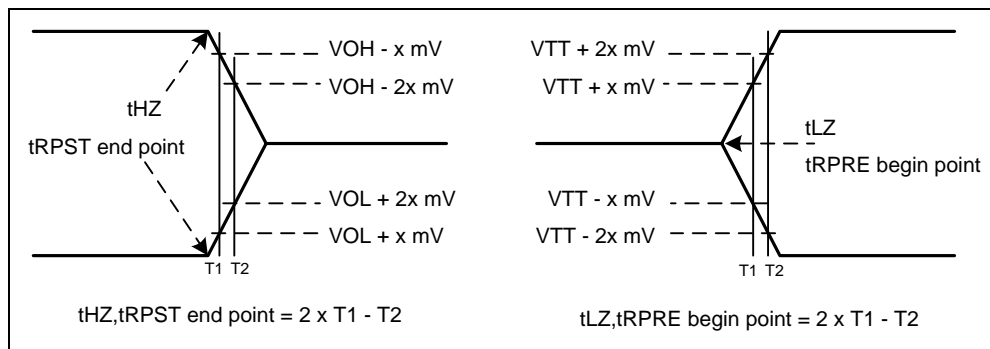 VOH - x mV
VOH - 2x mV
tHZ
tRPST end point
VOL + 2x mV
VOL + x mV
T1 T2
tHZ,tRPST end point = 2 x T1 - T2
VTT + 2x mV
VTT + x mV
tLZ
tRPRE begin point
VTT - x mV
VTT - 2x mV
T1 T2
tLZ,tRPRE begin point = 2 x T1 - T2